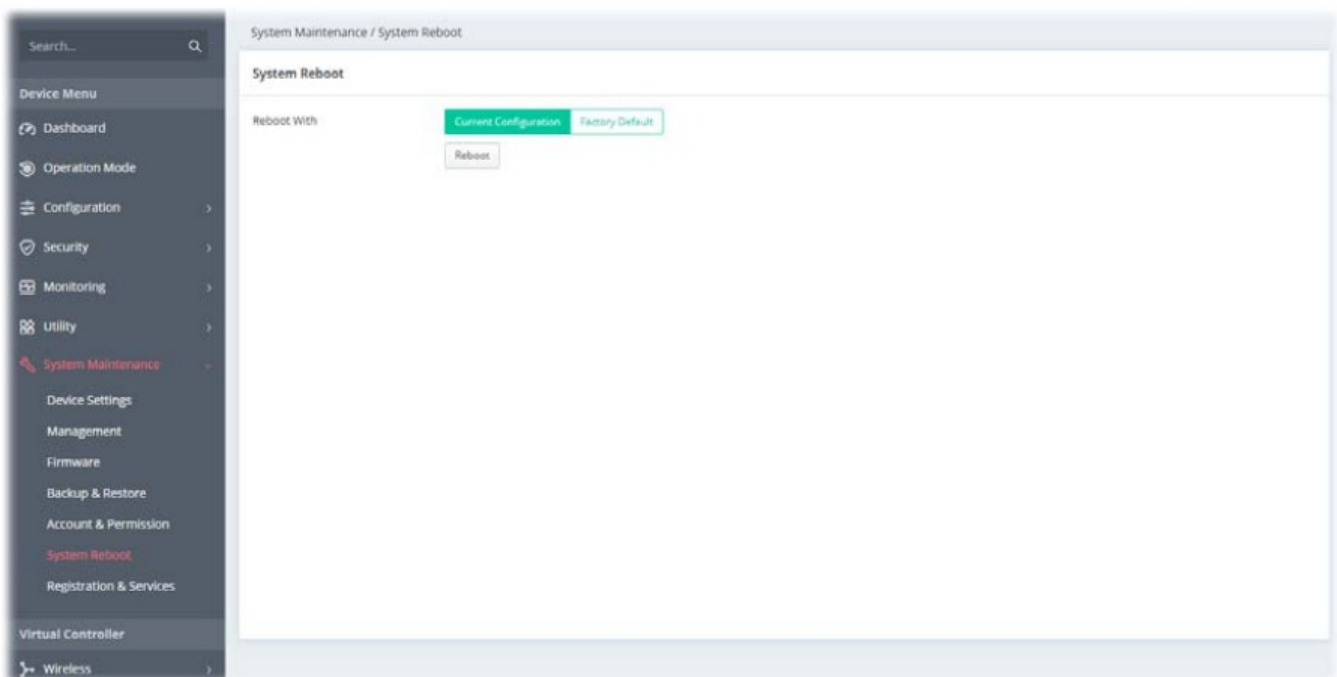 Search...
System Maintenance / System Reboot
System Reboot
Device Menu
Reboot With
Current Configuration
Factory Default
Dashboard
Reboot
Operation Mode
Configuration
Security
Monitoring
Utility
System Maintenance
Device Settings
Management
Firmware
Backup & Restore
Account & Permission
System Reboot
Registration & Services
Virtual Controller
Wireless